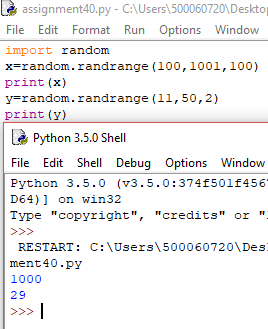 assignment40.py - C:\Users\500060720\Desktop
File Edit Format Run Options Window
import random
x=random.randrange(100,1001,100)
print(x)
y=random.randrange(11,50,2)
print(y)
Python 3.5.0 Shell
File Edit Shell Debug Options Window
Python 3.5.0 (v3.5.0:374f501f4567
D64)] on win32
Type "copyright", "credits" or "
>>>
RESTART: C:\Users\500060720\Des
ment40.py
1000
29
>>>